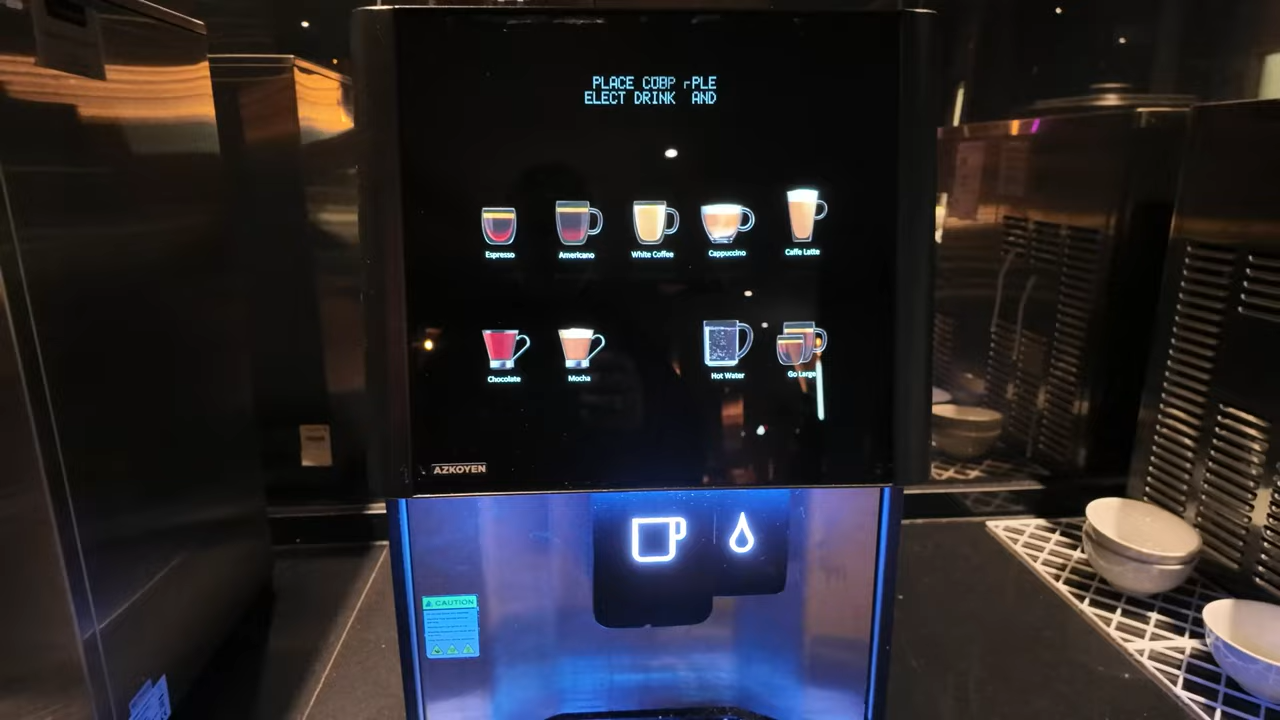 PLACE CUBP rPLE
ELECT DRINK AND
Espresso
Americano
White Coffee
Cappuccino
Caffe Latte
Chocolate
Mocha
Hot Water
Go Large
AZKOYEN
CAUTION